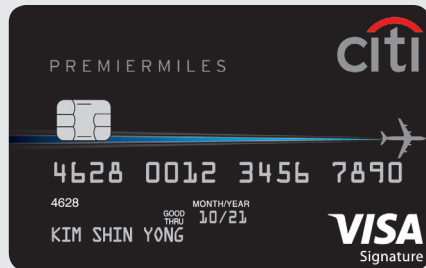 citi
PREMIERMILES
4628 0012 3456 7890
4628
MONTH/YEAR
GOOD THRU 10/21
KIM SHIN YONG
VISA
Signature